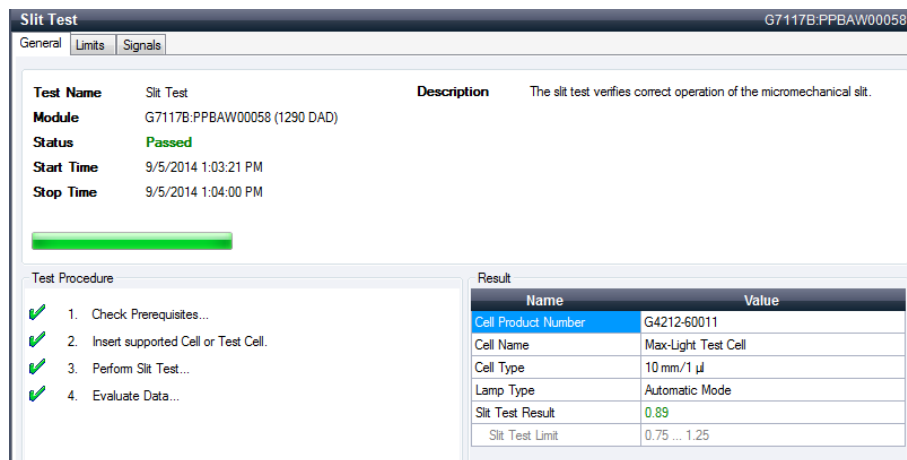 Slit Test G7117B:PPBAW00058
General Limits Signals
Test Name Slit Test Description The slit test verifies correct operation of the micromechanical slit.
Module G7117B:PPBAW00058 (1290 DAD)
Status Passed
Start Time 9/5/2014 1:03:21 PM
Stop Time 9/5/2014 1:04:00 PM
Test Procedure
1. Check Prerequisites...
2. Insert supported Cell or Test Cell.
3. Perform Slit Test...
4. Evaluate Data...
Result
Name Value
Cell Product Number G4212-60011
Cell Name Max-Light Test Cell
Cell Type 10 mm/1 µl
Lamp Type Automatic Mode
Slit Test Result 0.89
Slit Test Limit 0.75 ... 1.25